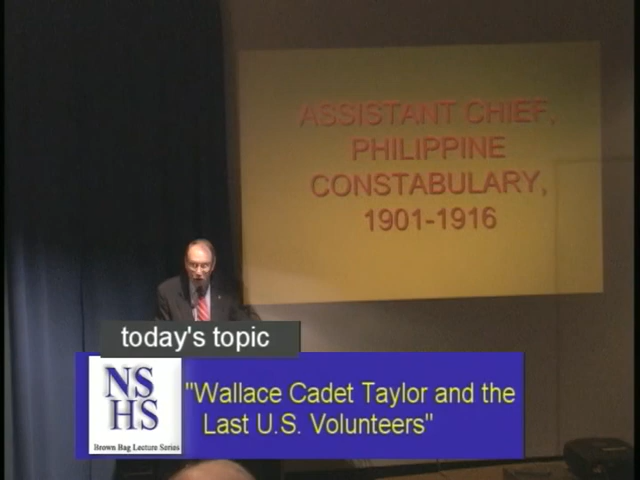 ASSISTANT CHIEF,
PHILIPPINE
CONSTABULARY,
1901-1916
today's topic
NS
HS
Brown Bag Lecture Series
"Wallace Cadet Taylor and the
Last U.S. Volunteers"